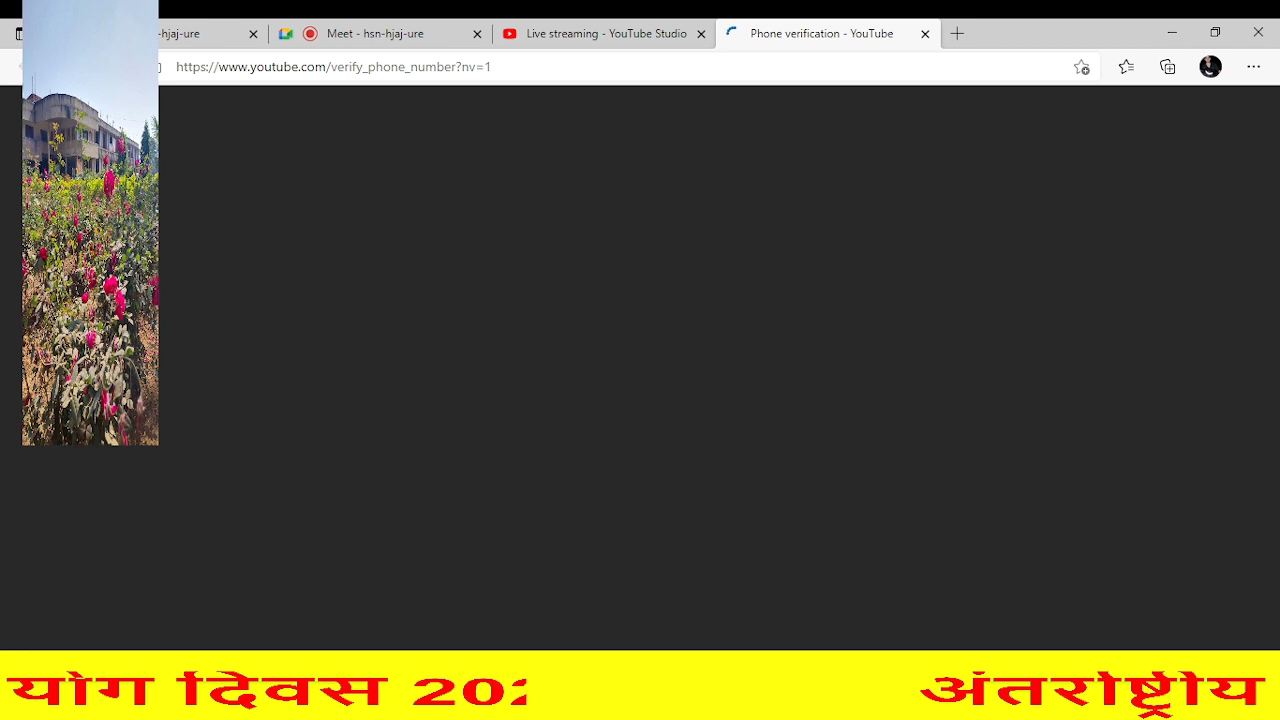 -hjaj-ure
Meet - hsn-hjaj-ure
Live streaming - YouTube Studio
Phone verification - YouTube
https://www.youtube.com/verify_phone_number?nv=1
योग दिवस 202 अंतर्राष्ट्रीय